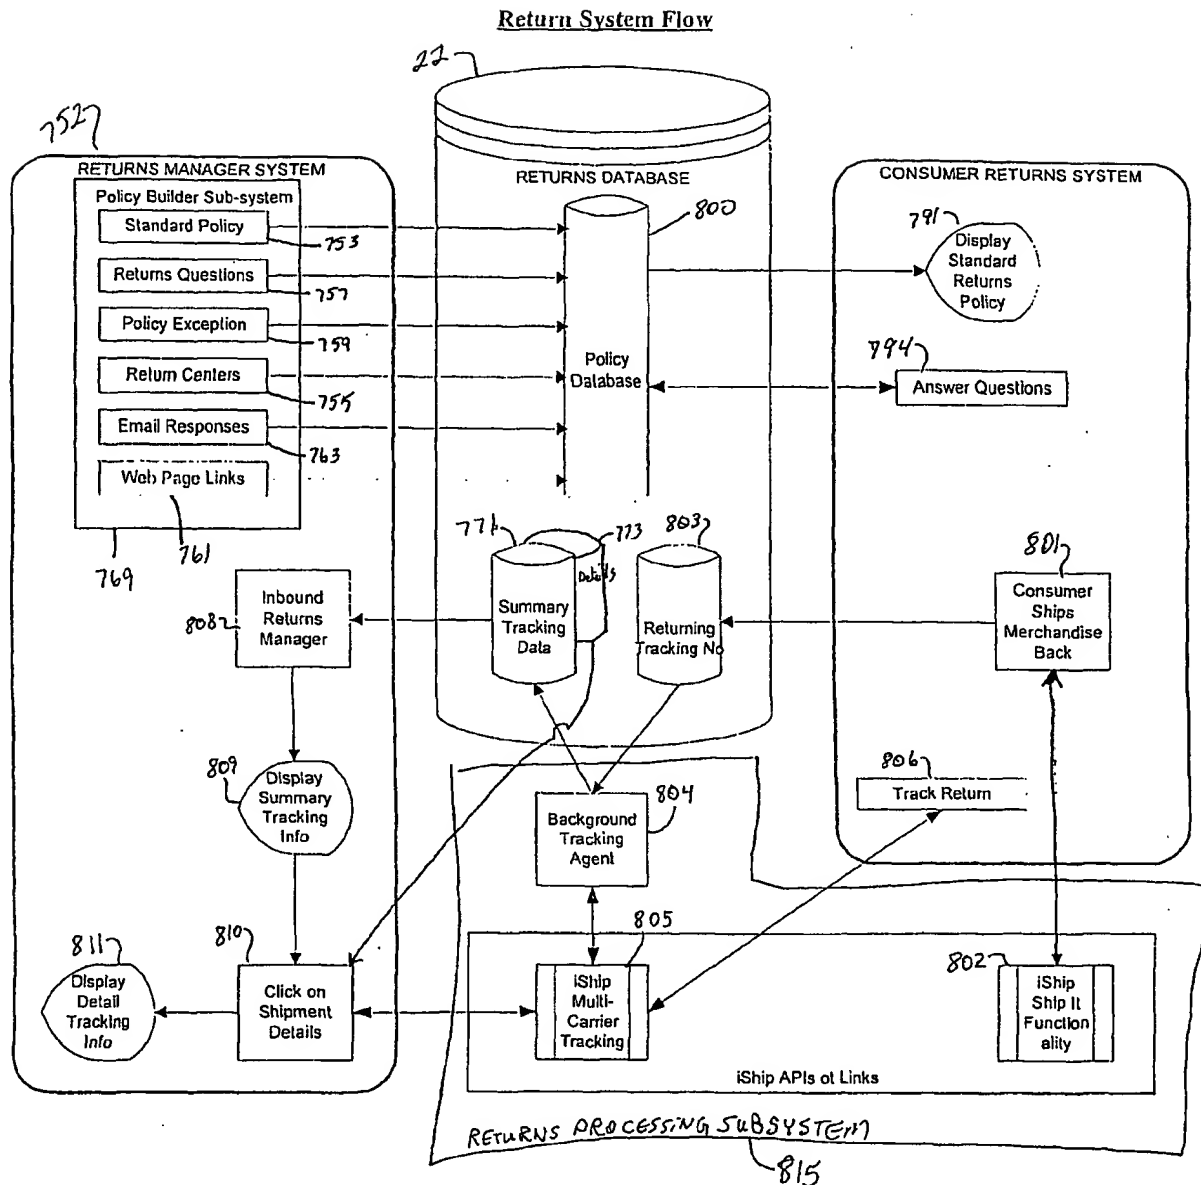 Return System Flow
22
752
RETURNS MANAGER SYSTEM
Policy Builder Sub-system
Standard Policy
753
Returns Questions
757
Policy Exception
759
Return Centers
755
Email Responses
763
Web Page Links
761
769
RETURNS DATABASE
800
Policy
Database
CONSUMER RETURNS SYSTEM
791
Display
Standard
Returns
Policy
794
Answer Questions
771
773
Details
Summary
Tracking
Data
803
Returning
Tracking No
801
Consumer
Ships
Merchandise
Back
808
Inbound
Returns
Manager
809
Display
Summary
Tracking
Info
804
Background
Tracking
Agent
806
Track Return
811
Display
Detail
Tracking
Info
810
Click on
Shipment
Details
805
iShip
Multi-
Carrier
Tracking
802
iShip
Ship It
Function
ality
iShip APIs ot Links
RETURNS PROCESSING SUBSYSTEM
815